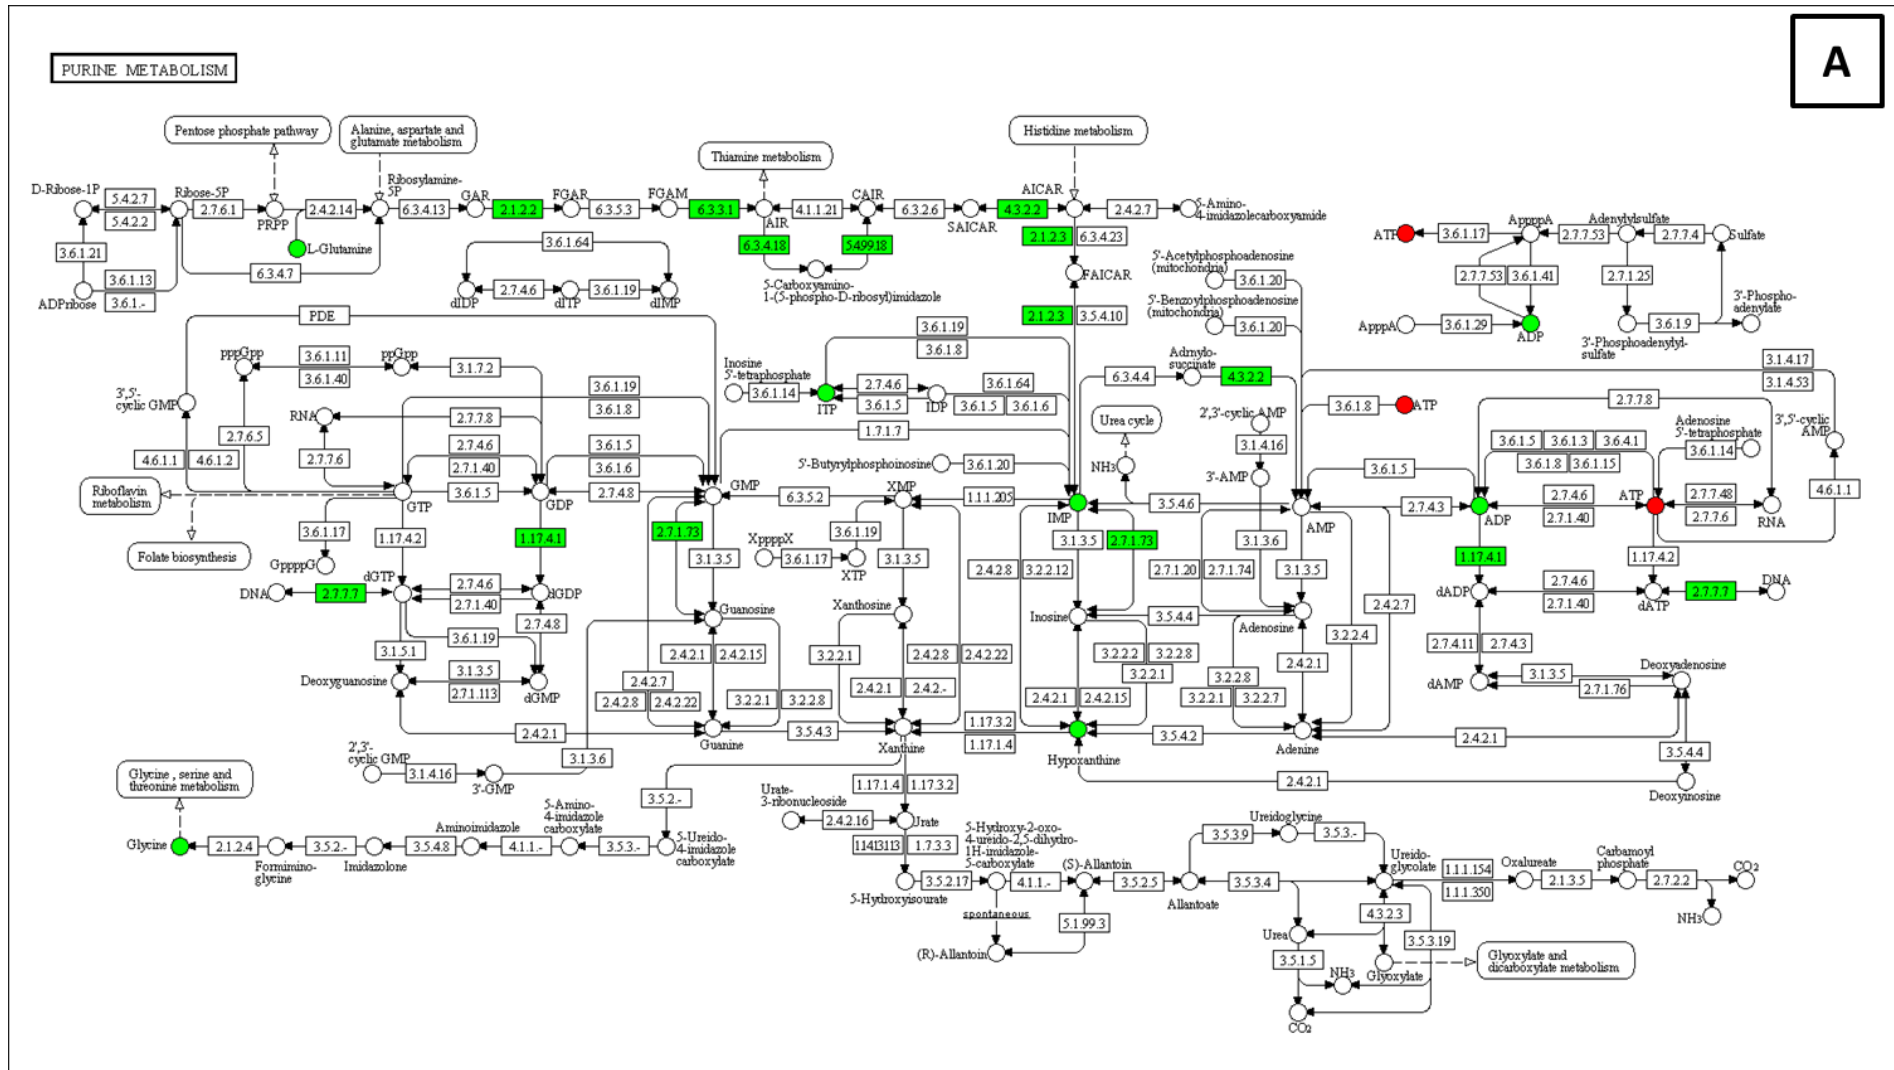 A
PURINE METABOLISM
Pentose phosphate pathway
Alanine, aspartate and
glutamate metabolism
Thiamine metabolism
Histidine metabolism
D-Ribose-1P
5.4.2.7
5.4.2.2
Ribose-5P
2.7.6.1
PRPP
2.4.2.14
Ribosylamine-
5P
6.3.4.13
GAR
2.1.2.2
FGAR
6.3.5.3
FGAM
6.3.3.1
AIR
4.1.1.21
CAIR
6.3.2.6
SAICAR
4.3.2.2
AICAR
2.4.2.7
5-Amino-
4-imidazolecarboxyamide
3.6.1.21
3.6.1.13
3.6.1.-
ADPribose
L-Glutamine
6.3.4.7
3.6.1.64
dIDP
2.7.4.6
dITP
3.6.1.19
dIMP
6.3.4.18
5.4.99.18
5-Carboxyamino-
1-(5-phospho-D-ribosyl)imidazole
2.1.2.3
6.3.4.23
FAICAR
2.1.2.3
3.5.4.10
5'-Acetylphosphoadenosine
(mitochondria)
3.6.1.20
5'-Benzoylphosphoadenosine
(mitochondria)
3.6.1.20
ATP
3.6.1.17
AppppA
2.7.7.53
Adenylylsulfate
2.7.7.4
Sulfate
2.7.7.53
3.6.1.41
2.7.1.25
ApppA
3.6.1.29
ADP
3.6.1.9
3'-Phospho-
adenylate
3'-Phosphoadenylyl-
sulfate
PDE
pppGpp
3.6.1.11
3.6.1.40
ppGpp
3.1.7.2
3',5'-
cyclic GMP
3.6.1.19
3.6.1.8
RNA
2.7.7.8
2.7.6.5
2.7.4.6
2.7.1.40
3.6.1.5
3.6.1.6
4.6.1.1
4.6.1.2
2.7.7.6
Inosine
5'-tetraphosphate
3.6.1.14
ITP
3.6.1.19
3.6.1.8
2.7.4.6
3.6.1.5
IDP
3.6.1.64
3.6.1.5
3.6.1.6
6.3.4.4
succinate
4.3.2.2
Urea cycle
NH3
2',3'-cyclic AMP
3.1.4.16
3'-AMP
3.6.1.8
ATP
3.1.4.17
3.1.4.53
2.7.7.8
3',5'-cyclic
AMP
Adenosine
5'-tetraphosphate
3.6.1.14
3.6.1.5
3.6.1.3
3.6.4.1
3.6.1.8
3.6.1.15
1.7.1.7
5'-Butyrylphosphoinosine
3.6.1.20
Riboflavin
metabolism
GTP
3.6.1.5
GDP
2.7.4.8
GMP
6.3.5.2
XMP
1.1.1.205
IMP
3.5.4.6
AMP
3.6.1.5
2.7.4.3
ADP
2.7.4.6
2.7.1.40
ATP
2.7.7.48
2.7.7.6
RNA
4.6.1.1
Folate biosynthesis
3.6.1.17
GppppG
1.17.4.2
1.17.4.1
2.7.1.73
3.1.3.5
XppppX
3.6.1.17
3.6.1.19
XTP
3.1.3.5
3.1.3.5
2.7.1.73
2.4.2.8
3.2.2.12
3.1.3.6
2.7.1.20
2.7.1.74
3.1.3.5
2.4.2.7
1.17.4.1
1.17.4.2
DNA
2.7.7.7
dGTP
2.7.4.6
2.7.1.40
dGDP
2.7.4.8
3.6.1.19
3.1.5.1
Deoxyguanosine
3.1.3.5
2.7.1.113
dGMP
Guanosine
Xanthosine
Inosine
3.5.4.4
Adenosine
3.2.2.4
dADP
2.7.4.6
2.7.1.40
dATP
2.7.7.7
DNA
2.7.4.11
2.7.4.3
dAMP
3.1.3.5
2.7.1.76
Deoxyadenosine
2.4.2.1
2.4.2.15
2.4.2.7
2.4.2.8
2.4.2.22
3.2.2.1
3.2.2.8
3.2.2.1
2.4.2.8
2.4.2.22
2.4.2.1
2.4.2.-
3.2.2.2
3.2.2.8
3.2.2.1
2.4.2.1
2.4.2.15
3.2.2.8
3.2.2.1
3.2.2.7
2.4.2.1
2.4.2.1
Guanine
3.5.4.3
Xanthine
1.17.3.2
1.17.1.4
Hypoxanthine
3.5.4.2
Adenine
2.4.2.1
3.5.4.4
2.4.2.1
Deoxyinosine
2',3'-
cyclic GMP
3.1.4.16
3'-GMP
3.1.3.6
Glycine , serine and
threonine metabolism
Glycine
2.1.2.4
Formimino-
glycine
3.5.2.-
Imidazolone
3.5.4.8
Aminoimidazole
4.1.1.-
5-Amino-
4-imidazole
carboxylate
3.5.3.-
5-Ureido-
4-imidazole
carboxylate
3.5.2.-
1.17.1.4
1.17.3.2
Urate-
3-ribonucleoside
2.4.2.16
Urate
1.14.13.113
1.7.3.3
5-Hydroxyisourate
3.5.2.17
5-Hydroxy-2-oxo-
4-ureido-2,5-dihydro-
1H-imidazole-
5-carboxylate
4.1.1.-
(S)-Allantoin
3.5.2.5
Allantoate
spontaneous
(R)-Allantoin
5.1.99.3
3.5.3.9
Ureidoglycine
3.5.3.-
3.5.3.4
Ureido-
glycolate
1.1.1.154
1.1.1.350
Oxalureate
2.1.3.5
Carbamoyl
phosphate
2.7.2.2
CO2
NH3
Urea
4.3.2.3
3.5.3.19
3.5.1.5
NH3
Glyoxylate
Glyoxylate and
dicarboxylate metabolism
CO2